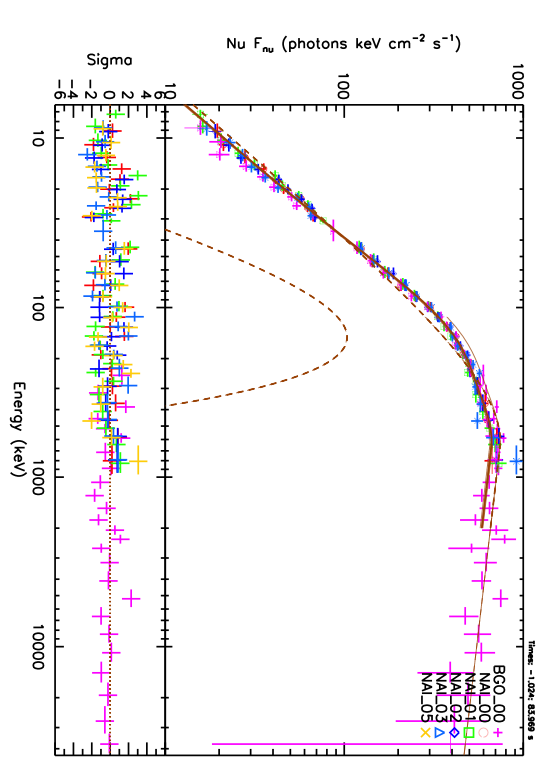 Times: -1.024: 83.969 s
Nu F_nu (photons keV cm^-2 s^-1)
1000
100
10
BGO_00
NAI_00
NAI_01
NAI_02
NAI_03
NAI_05
Sigma
6
4
2
0
-2
-4
-6
10
100
1000
10000
Energy (keV)